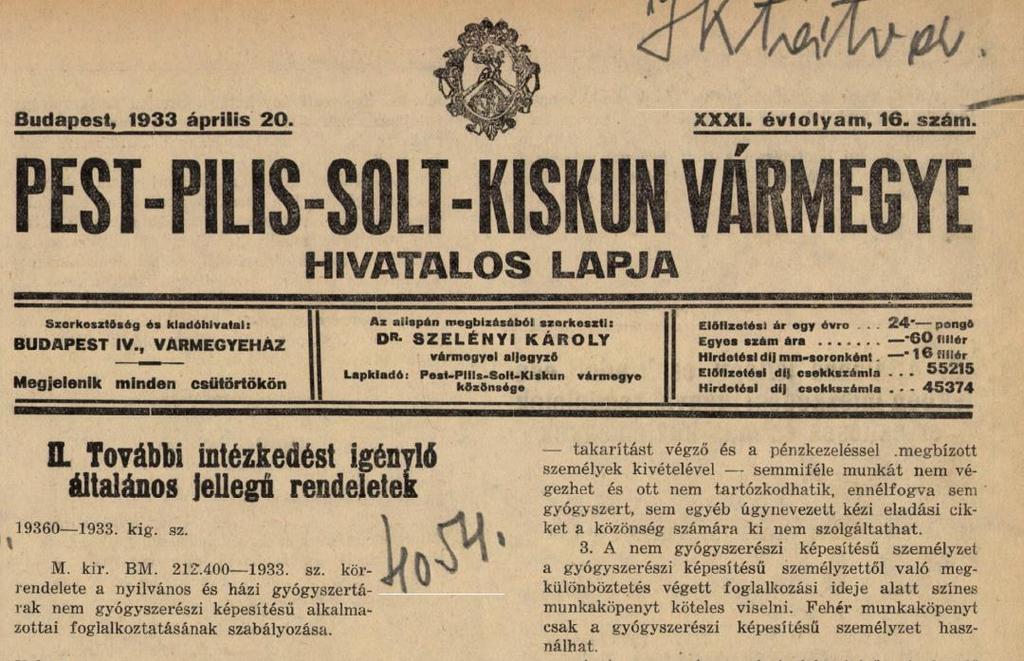 Iktatva.
Budapest, 1933 április 20.
XXXI. évfolyam, 16. szám.
PEST-PILIS-SOLT-KISKUN VÁRMEGYE
HIVATALOS LAPJA
Szerkesztőség és kiadóhivatal:
BUDAPEST IV., VÁRMEGYEHÁZ
Megjelenik minden csütörtökön
Az alispán megbizásából szerkeszti:
DR. SZELÉNYI KÁROLY
vármegyei aljegyző
Lapkiadó: Pest-Pilis-Solt-Kiskun vármegye
közönsége
Előfizetési ár egy évre . . . 24·— pengő
Egyes szám ára . . . . . . . —·60 fillér
Hirdetési díj mm-soronként . —·16 fillér
Előfizetési díj csekkszámla . . . 55215
Hirdetési díj csekkszámla . . . 45374
II. További intézkedést igénylő
általános jellegű rendeletek
19360—1933. kig. sz.
4054.
M. kir. BM. 212.400—1933. sz. kör-
rendelete a nyilvános és házi gyógyszertá-
rak nem gyógyszerészi képesítésű alkalma-
zottai foglalkoztatásának szabályozása.
— takarítást végző és a pénzkezeléssel .megbízott
személyek kivételével — semmiféle munkát nem vé-
gezhet és ott nem tartózkodhatik, ennélfogva sem
gyógyszert, sem egyéb úgynevezett kézi eladási cik-
ket a közönség számára ki nem szolgáltathat.
3. A nem gyógyszerészi képesítésű személyzet
a gyógyszerészi képesítésű személyzettől való meg-
különböztetés végett foglalkozási ideje alatt színes
munkaköpenyt köteles viselni. Fehér munkaköpenyt
csak a gyógyszerészi képesítésű személyzet hasz-
nálhat.